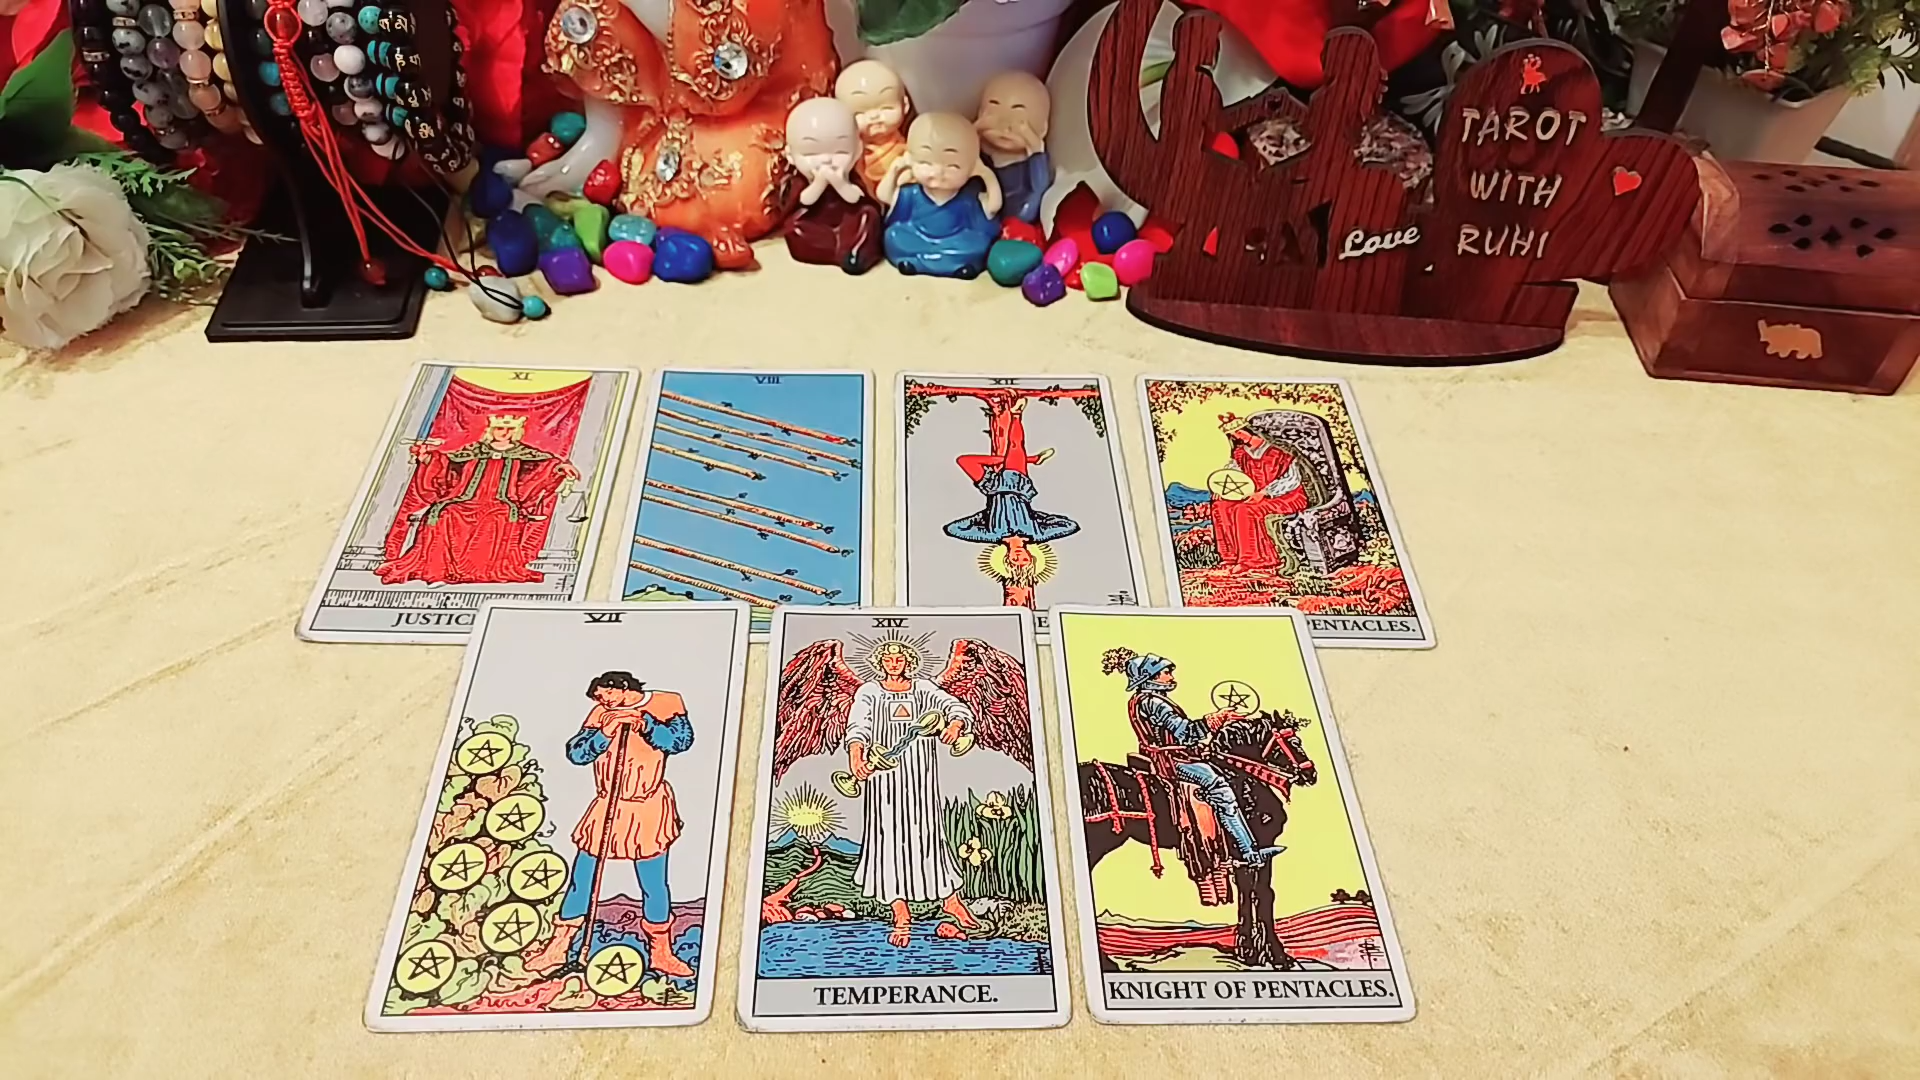 TAROT
WITH
RUHI
Love
XI
VIII
XII
JUSTIC
E
PENTACLES.
VII
XIV
TEMPERANCE.
KNIGHT OF PENTACLES.